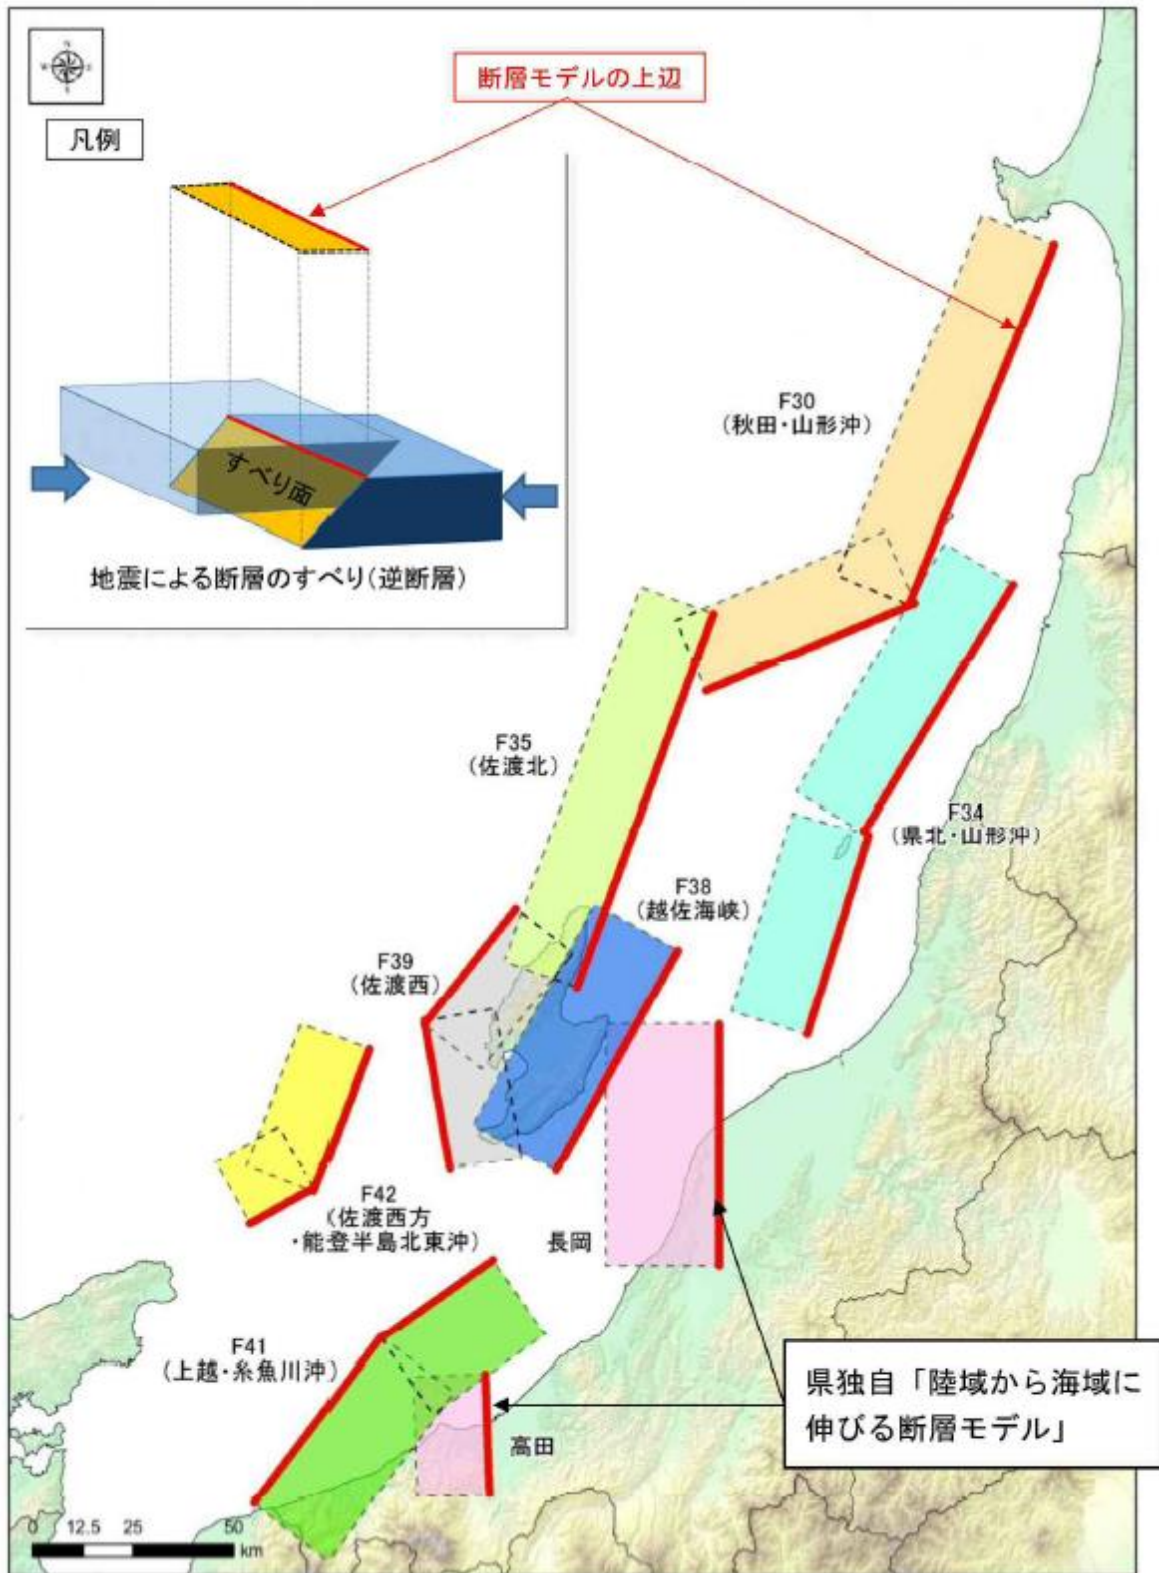 断層モデルの上辺
凡例
すべり面
地震による断層のすべり(逆断層)
F30
(秋田・山形沖)
F35
(佐渡北)
F34
(県北・山形沖)
F38
(越佐海峡)
F39
(佐渡西)
F42
(佐渡西方
・能登半島北東沖)
長岡
F41
(上越・糸魚川沖)
県独自「陸域から海域に
伸びる断層モデル」
高田
0 12.5 25 50
km